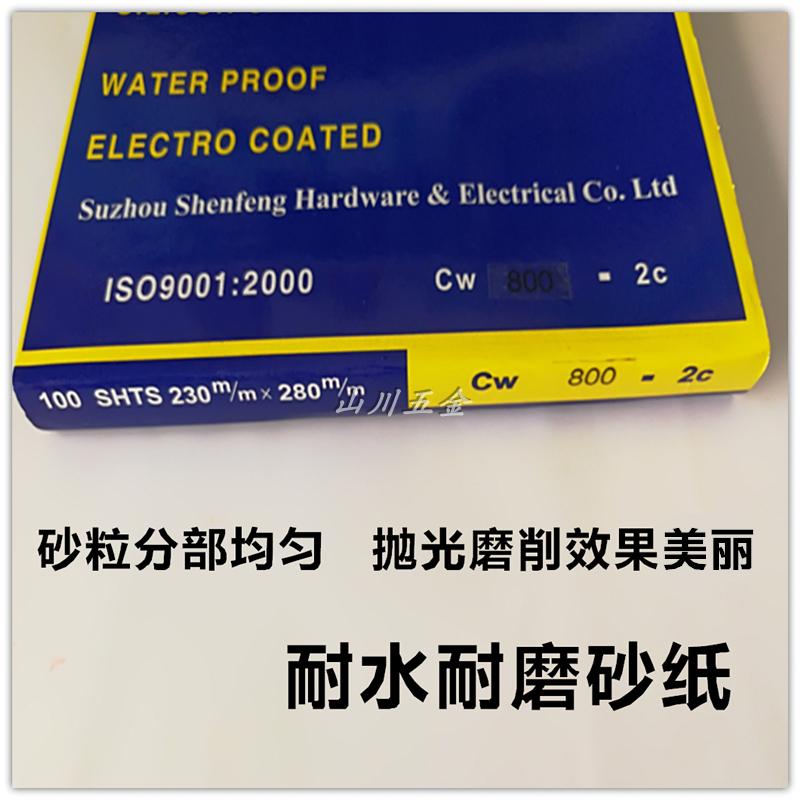 WATER PROOF
ELECTRO COATED
Suzhou Shenfeng Hardware & Electrical Co. Ltd
ISO9001:2000 Cw 800 - 2c
100 SHTS 230m/m × 280m/m Cw 800 - 2c
山川五金
砂粒分部均匀 抛光磨削效果美丽
耐水耐磨砂纸